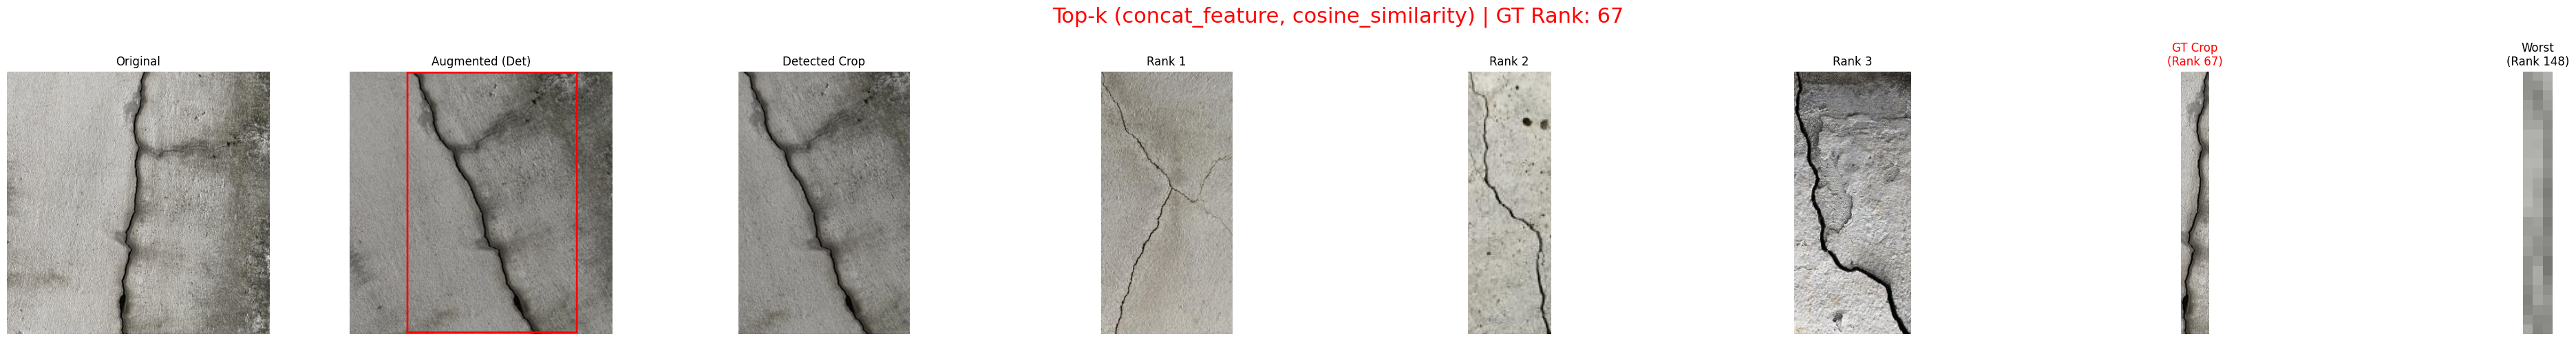 Top-k (concat_feature, cosine_similarity) | GT Rank: 67
Original
Augmented (Det)
Detected Crop
Rank 1
Rank 2
Rank 3
GT Crop
(Rank 67)
Worst
(Rank 148)